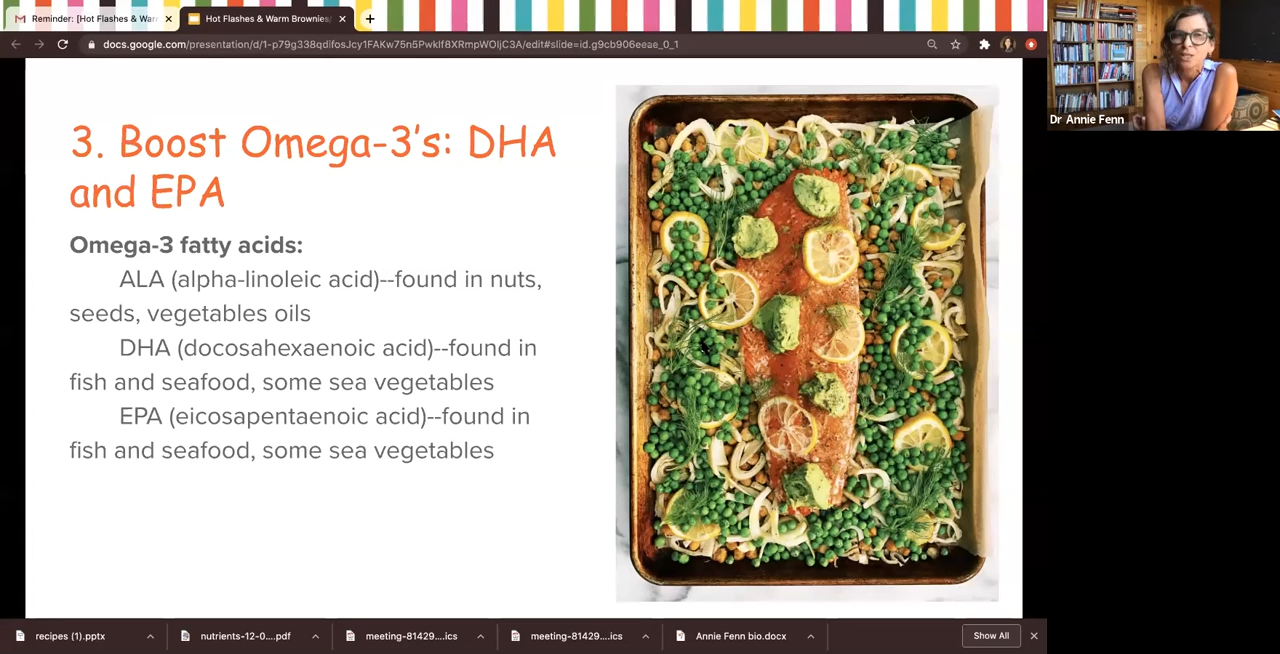 Reminder: [Hot Flashes & War
Hot Flashes & Warm Brownies
docs.google.com/presentation/d/1-p79g338qdifosJcy1FAKw75n5PwkIf8XRmpWOIjC3A/edit#slide=id.g9cb906eeae_0_1
Dr Annie Fenn
3. Boost Omega-3's: DHA
and EPA
Omega-3 fatty acids:
ALA (alpha-linoleic acid)--found in nuts,
seeds, vegetables oils
DHA (docosahexaenoic acid)--found in
fish and seafood, some sea vegetables
EPA (eicosapentaenoic acid)--found in
fish and seafood, some sea vegetables
recipes (1).pptx
nutrients-12-0....pdf
meeting-81429....ics
meeting-81429....ics
Annie Fenn bio.docx
Show All